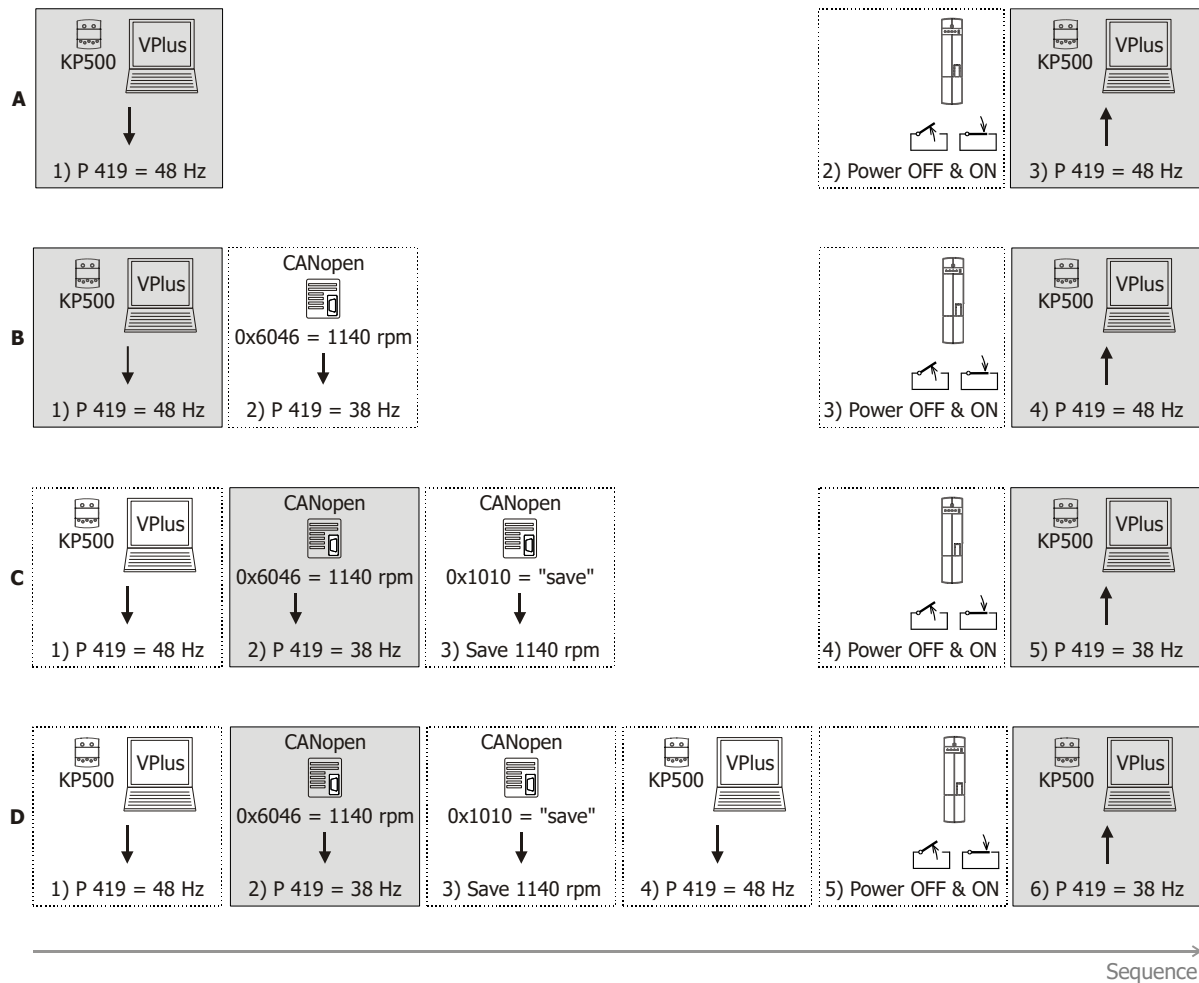 A
KP500
VPlus
1) P 419 = 48 Hz
2) Power OFF & ON
KP500
VPlus
3) P 419 = 48 Hz
B
KP500
VPlus
1) P 419 = 48 Hz
CANopen
0x6046 = 1140 rpm
2) P 419 = 38 Hz
3) Power OFF & ON
KP500
VPlus
4) P 419 = 48 Hz
C
KP500
VPlus
1) P 419 = 48 Hz
CANopen
0x6046 = 1140 rpm
2) P 419 = 38 Hz
CANopen
0x1010 = "save"
3) Save 1140 rpm
4) Power OFF & ON
KP500
VPlus
5) P 419 = 38 Hz
D
KP500
VPlus
1) P 419 = 48 Hz
CANopen
0x6046 = 1140 rpm
2) P 419 = 38 Hz
CANopen
0x1010 = "save"
3) Save 1140 rpm
KP500
VPlus
4) P 419 = 48 Hz
5) Power OFF & ON
KP500
VPlus
6) P 419 = 38 Hz
Sequence